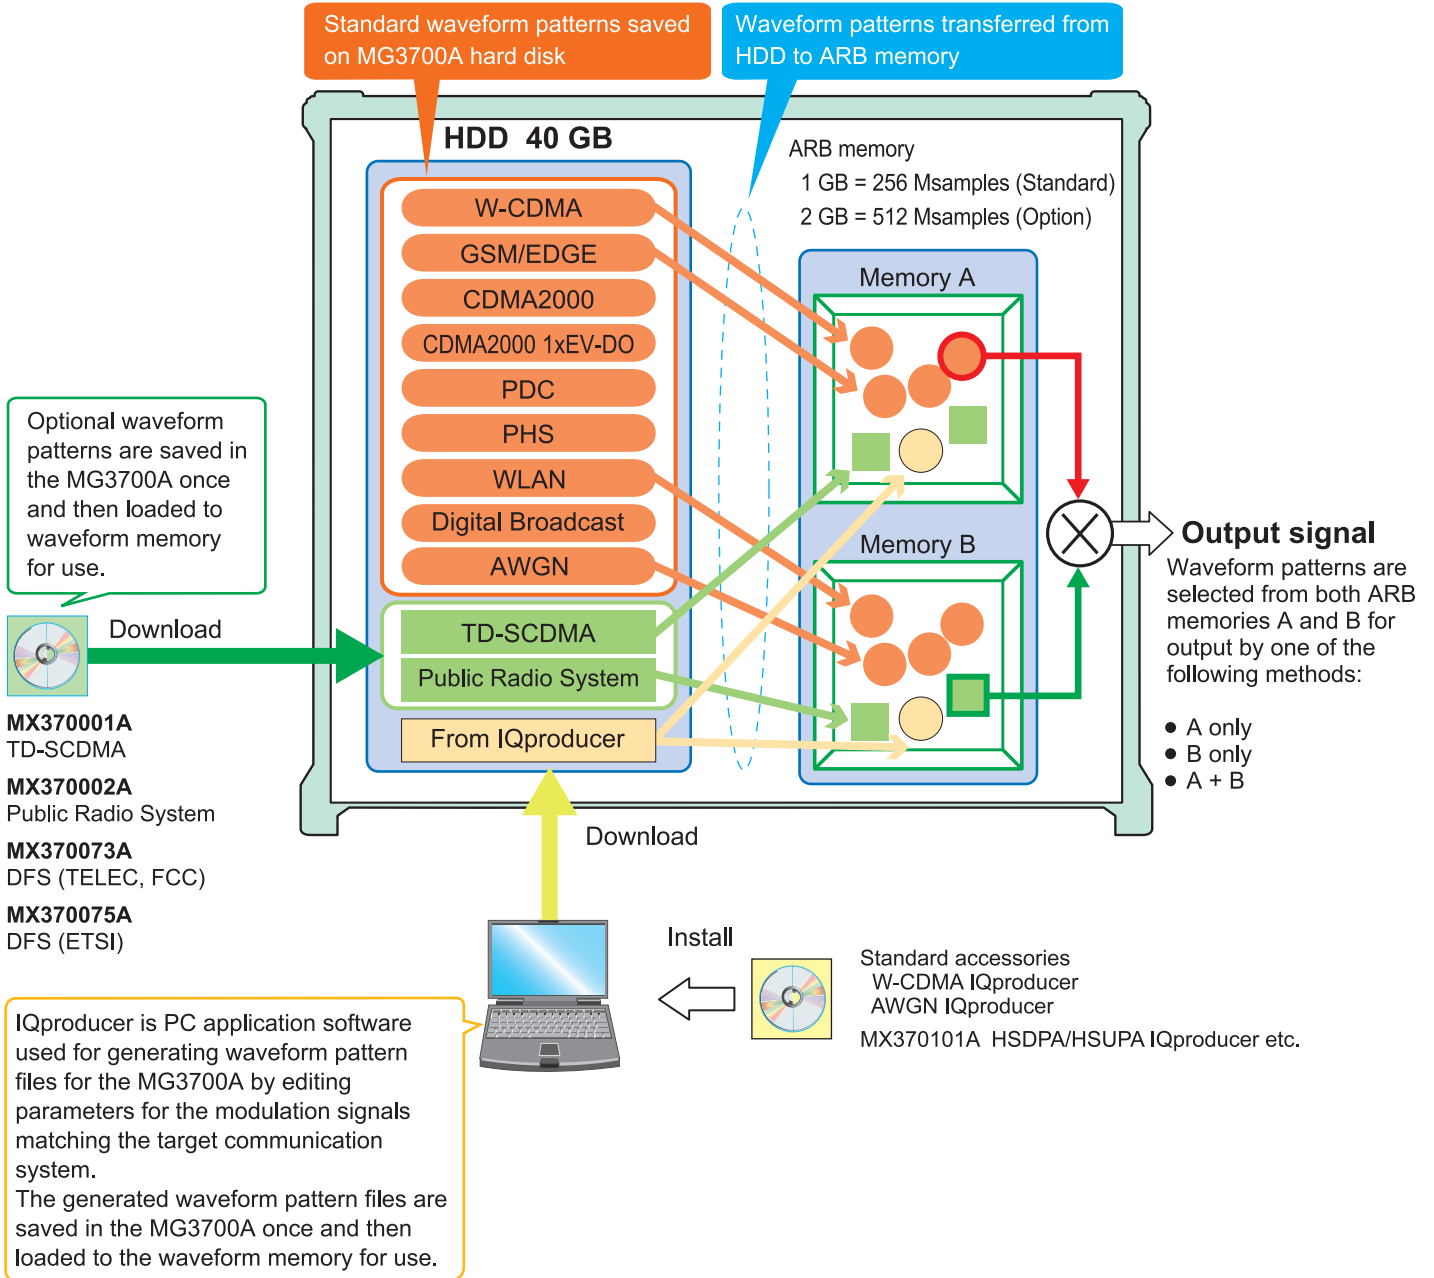 Standard waveform patterns saved
on MG3700A hard disk
Waveform patterns transferred from
HDD to ARB memory
HDD 40 GB
W-CDMA
GSM/EDGE
CDMA2000
CDMA2000 1xEV-DO
PDC
PHS
WLAN
Digital Broadcast
AWGN
TD-SCDMA
Public Radio System
From IQproducer
ARB memory
1 GB = 256 Msamples (Standard)
2 GB = 512 Msamples (Option)
Memory A
Memory B
Output signal
Waveform patterns are
selected from both ARB
memories A and B for
output by one of the
following methods:
● A only
● B only
● A + B
Optional waveform
patterns are saved in
the MG3700A once
and then loaded to
waveform memory
for use.
Download
MX370001A
TD-SCDMA
MX370002A
Public Radio System
MX370073A
DFS (TELEC, FCC)
MX370075A
DFS (ETSI)
Download
Install
Standard accessories
W-CDMA IQproducer
AWGN IQproducer
MX370101A HSDPA/HSUPA IQproducer etc.
IQproducer is PC application software
used for generating waveform pattern
files for the MG3700A by editing
parameters for the modulation signals
matching the target communication
system.
The generated waveform pattern files are
saved in the MG3700A once and then
loaded to the waveform memory for use.